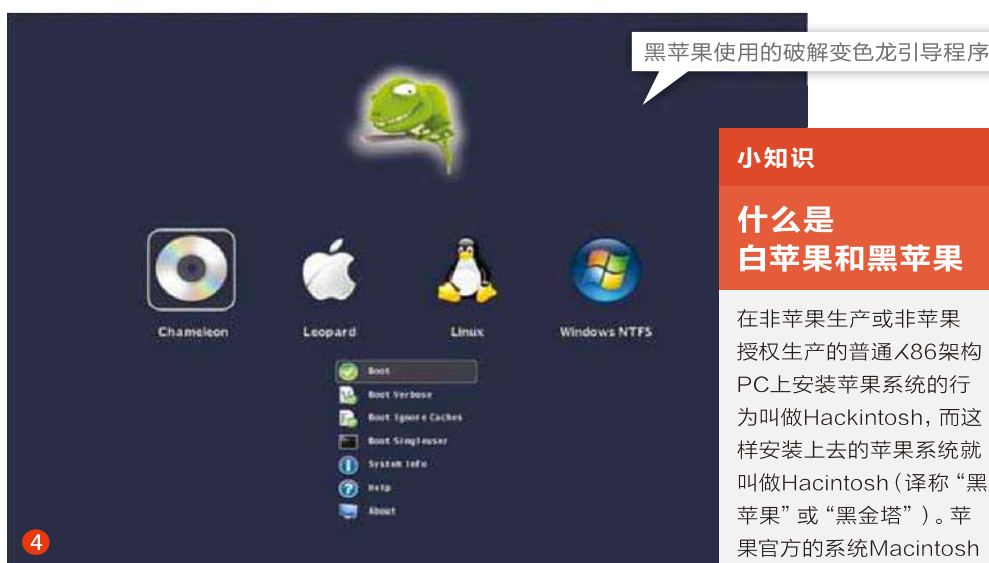 黑苹果使用的破解变色龙引导程序
Chameleon
Leopard
Linux
Windows NTFS
Boot
Boot Verbose
Boot Ignore Caches
Boot Singleuser
System Info
Help
About
4
小知识
什么是
白苹果和黑苹果
在非苹果生产或非苹果
授权生产的普通X86架构
PC上安装苹果系统的行
为叫做Hackintosh，而这
样安装上去的苹果系统就
叫做Hacintosh（译称“黑
苹果”或“黑金塔”）。苹
果官方的系统Macintosh